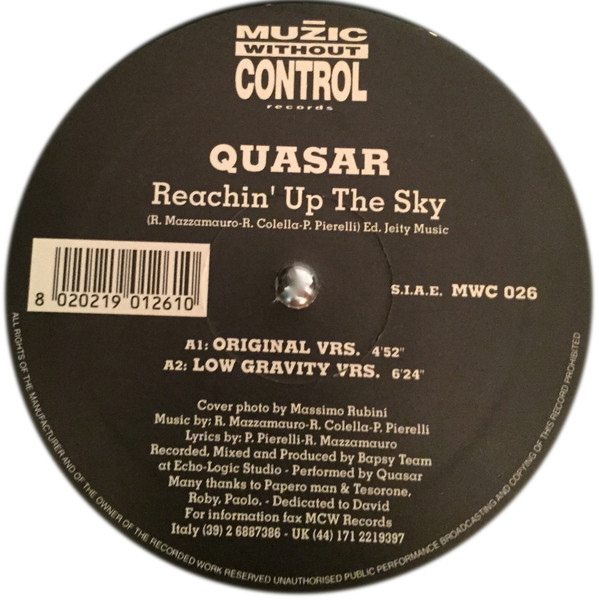 MUZIC
WITHOUT
CONTROL
records
QUASAR
Reachin' Up The Sky
(R. Mazzamauro-R. Colella-P. Pierelli) Ed. Jeity Music
8 020219 012610
S.I.A.E. MWC 026
A1: ORIGINAL VRS. 4'52"
A2: LOW GRAVITY VRS. 6'24"
Cover photo by Massimo Rubini
Music by: R. Mazzamauro-R. Colella-P. Pierelli
Lyrics by: P. Pierelli-R. Mazzamauro
Recorded, Mixed and Produced by Bapsy Team
at Echo-Logic Studio - Performed by Quasar
Many thanks to Papero man & Tesorone,
Roby, Paolo, - Dedicated to David
For information fax MCW Records
Italy (39) 2 6887386 - UK (44) 171 2219397
ALL RIGHTS OF THE MANUFACTURER AND OF THE OWNER OF THE RECORDED WORK RESERVED UNAUTHORISED PUBLIC PERFORMANCE BROADCASTING AND COPYING OF THIS RECORD PROHIBITED